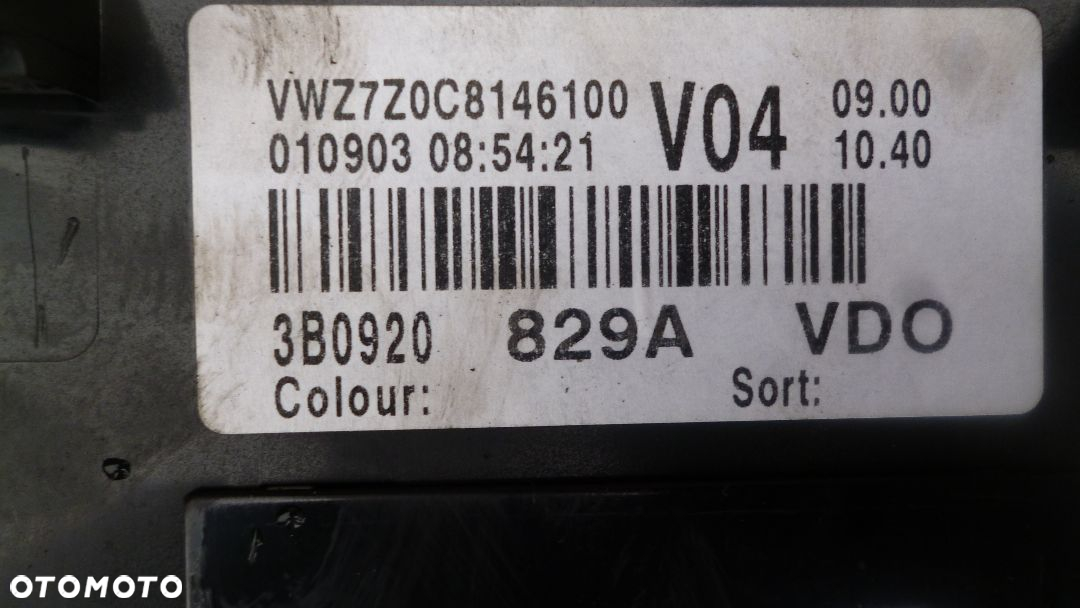 VWZ7Z0C8146100 V04 09.00
010903 08:54:21 10.40
3B0920 829A VDO
Colour: Sort:
OTOMOTO